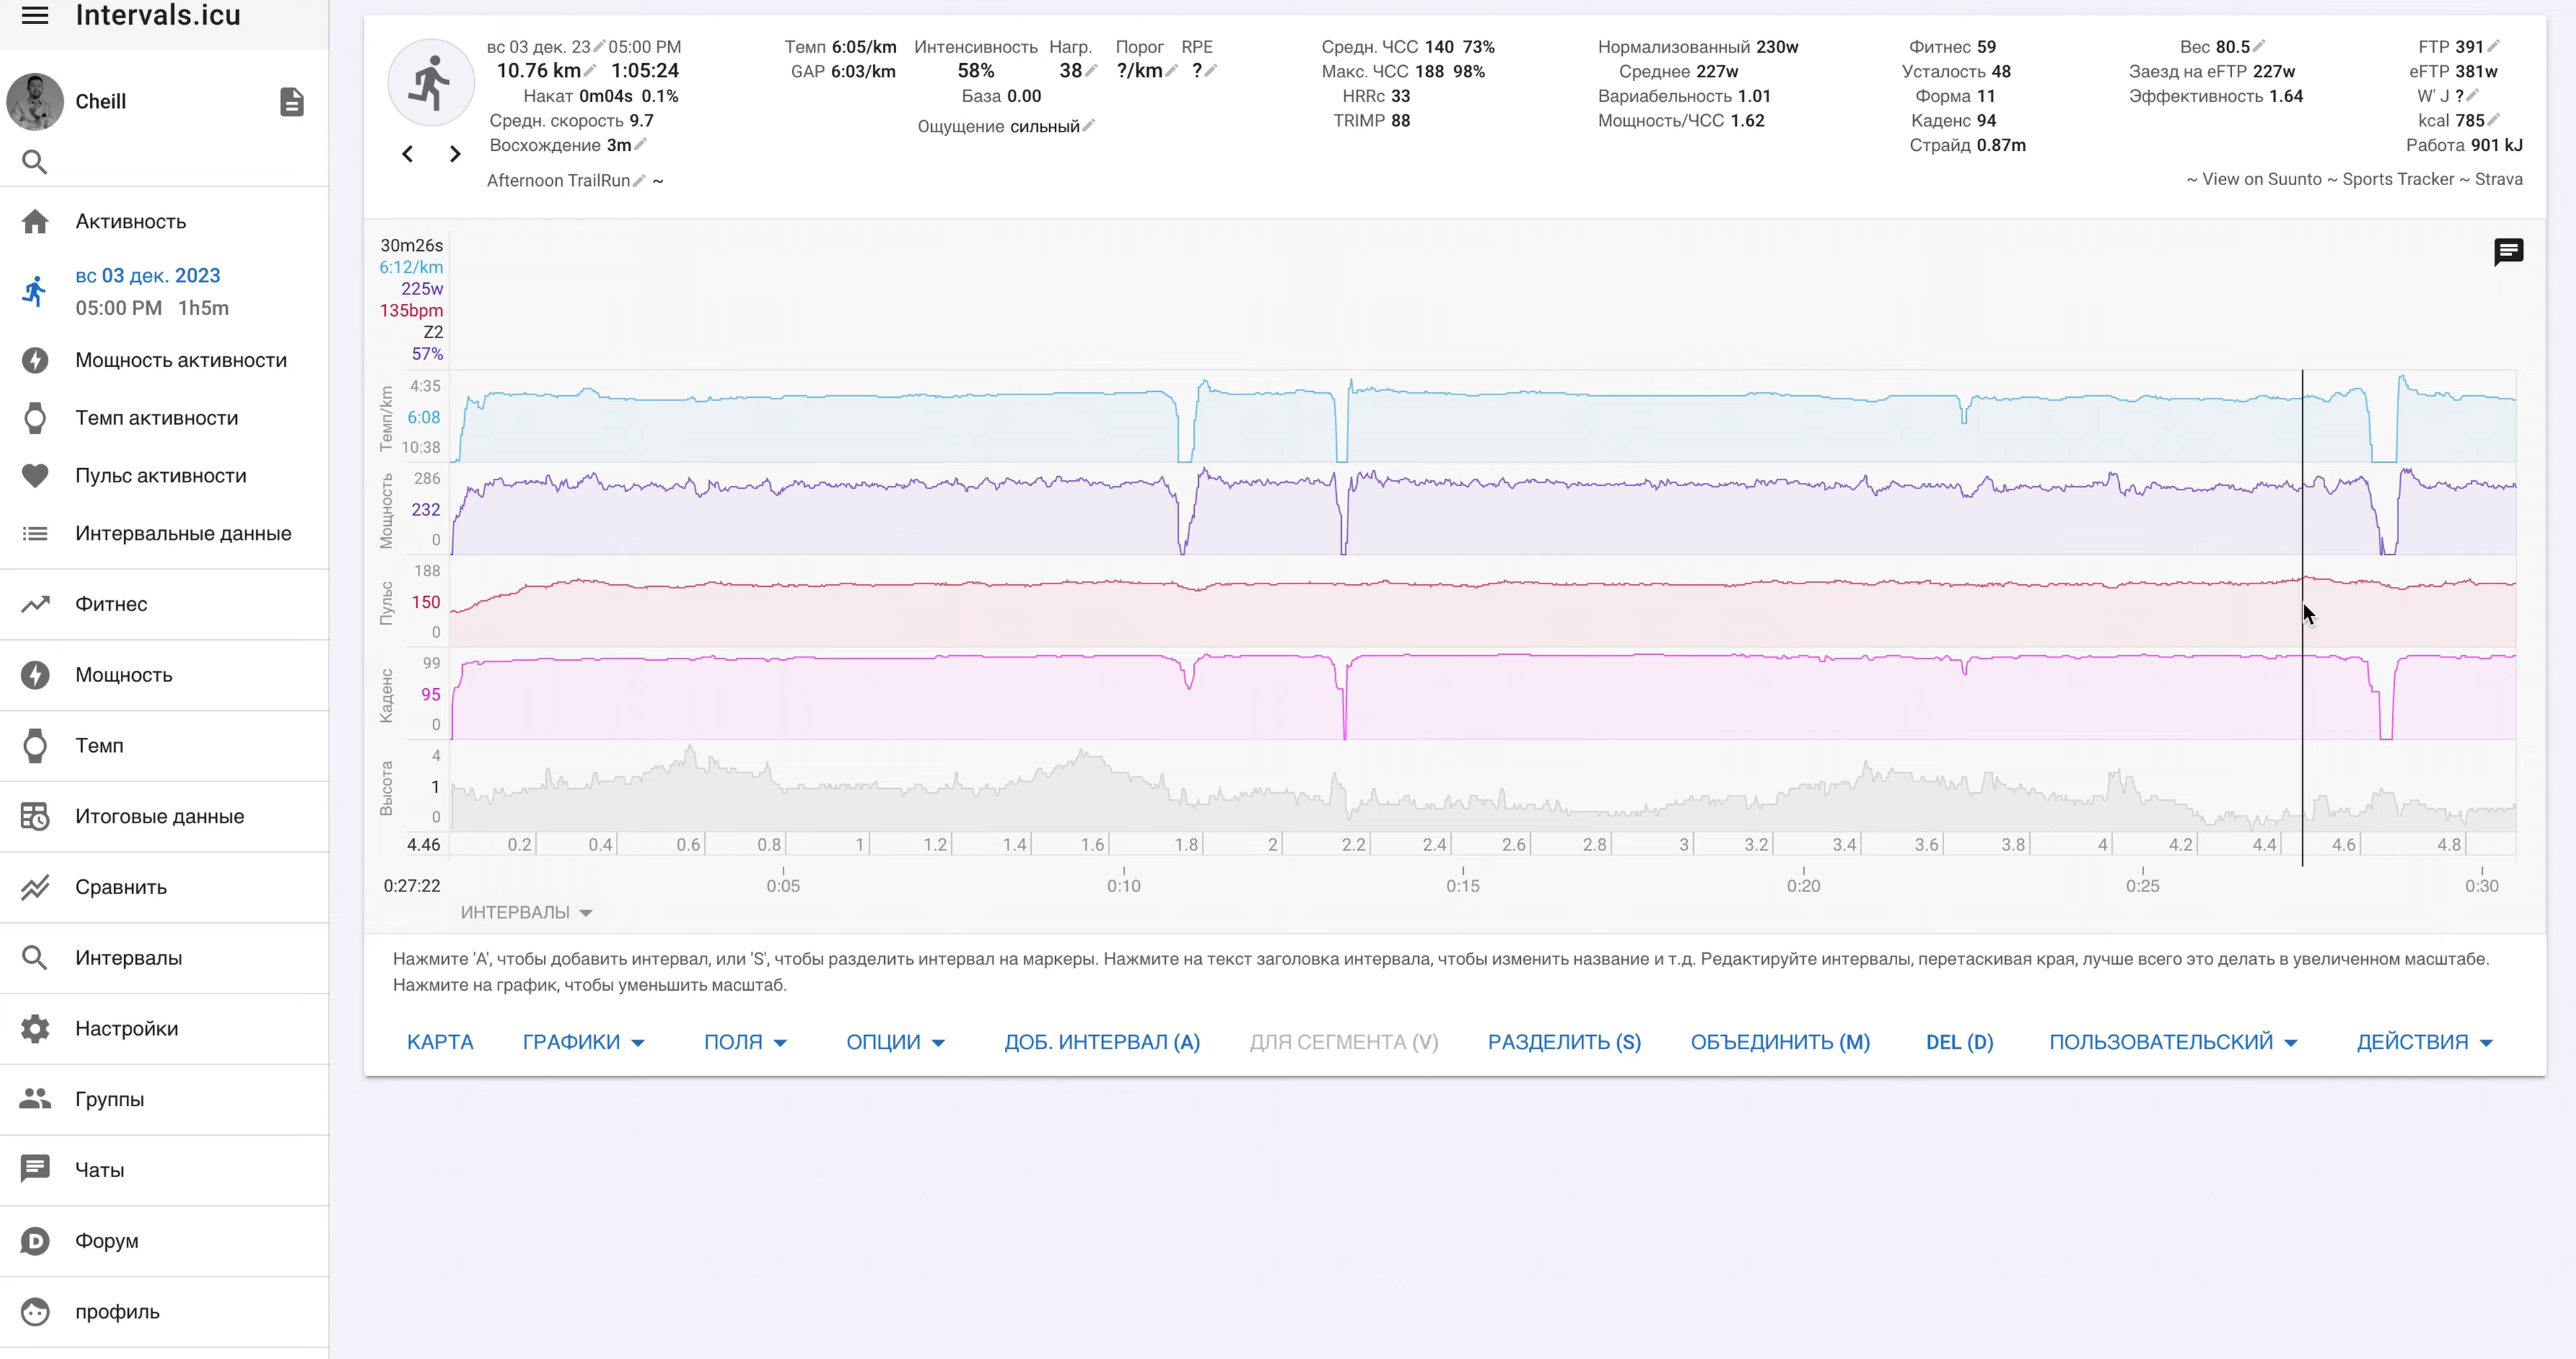 Intervals.icu
Cheill
Активность
вс 03 дек. 2023
05:00 PM 1h5m
Мощность активности
Темп активности
Пульс активности
Интервальные данные
Фитнес
Мощность
Темп
Итоговые данные
Сравнить
Интервалы
Настройки
Группы
Чаты
Форум
профиль
вс 03 дек. 23 05:00 PM
10.76 km 1:05:24
Накат 0m04s 0.1%
Средн. скорость 9.7
Восхождение 3m
Afternoon TrailRun ~
Темп 6:05/km
GAP 6:03/km
Интенсивность Нагр. Порог RPE
58% 38 ?/km ?
База 0.00
Ощущение сильный
Средн. ЧСС 140 73%
Макс. ЧСС 188 98%
HRRc 33
TRIMP 88
Нормализованный 230w
Среднее 227w
Вариабельность 1.01
Мощность/ЧСС 1.62
Фитнес 59
Усталость 48
Форма 11
Каденс 94
Страйд 0.87m
Вес 80.5
Заезд на eFTP 227w
Эффективность 1.64
FTP 391
eFTP 381w
W' J ?
kcal 785
Работа 901 kJ
~ View on Suunto ~ Sports Tracker ~ Strava
30m26s
6:12/km
225w
135bpm
Z2
57%
Темп/km
4:35
6:08
10:38
Мощность
286
232
0
Пульс
188
150
0
Каденс
99
95
0
Высота
4
1
0
4.46 0.2 0.4 0.6 0.8 1 1.2 1.4 1.6 1.8 2 2.2 2.4 2.6 2.8 3 3.2 3.4 3.6 3.8 4 4.2 4.4 4.6 4.8
0:27:22 0:05 0:10 0:15 0:20 0:25 0:30
ИНТЕРВАЛЫ
Нажмите 'A', чтобы добавить интервал, или 'S', чтобы разделить интервал на маркеры. Нажмите на текст заголовка интервала, чтобы изменить название и т.д. Редактируйте интервалы, перетаскивая края, лучше всего это делать в увеличенном масштабе.
Нажмите на график, чтобы уменьшить масштаб.
КАРТА ГРАФИКИ ПОЛЯ ОПЦИИ ДОБ. ИНТЕРВАЛ (A) ДЛЯ СЕГМЕНТА (V) РАЗДЕЛИТЬ (S) ОБЪЕДИНИТЬ (M) DEL (D) ПОЛЬЗОВАТЕЛЬСКИЙ ДЕЙСТВИЯ